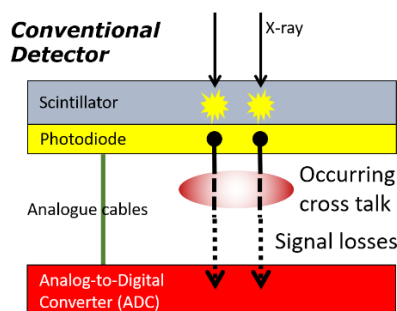 Conventional
Detector
X-ray
Scintillator
Photodiode
Occurring
cross talk
Analogue cables
Signal losses
Analog-to-Digital
Converter (ADC)